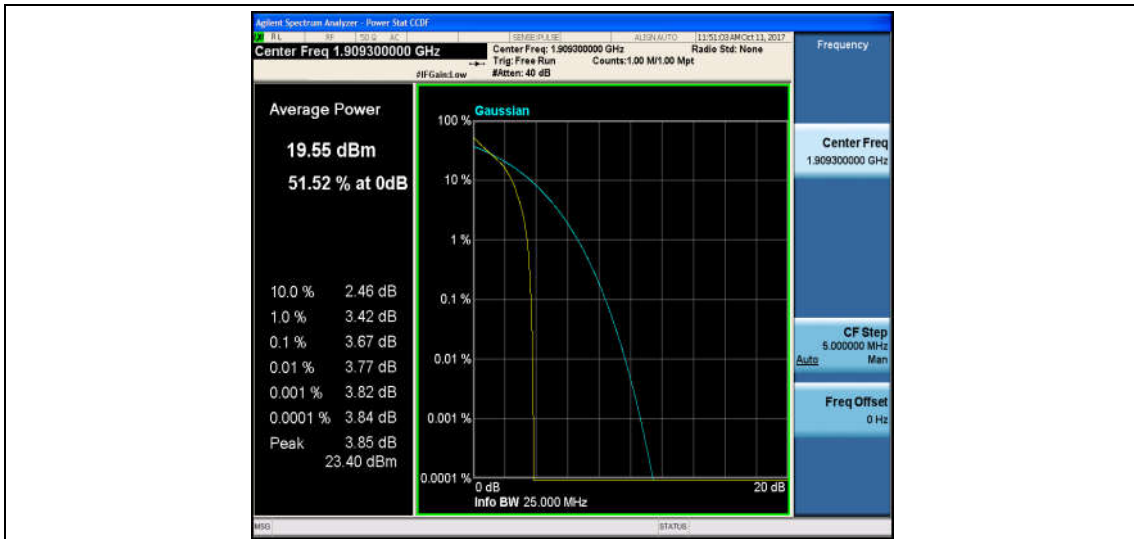 Agilent Spectrum Analyzer - Power Stat CCDF
RL RF 50 Ω AC SENSE:PULSE ALIGN AUTO 11:51:03 AM Oct 11, 2017
Center Freq 1.909300000 GHz
Center Freq: 1.909300000 GHz Radio Std: None
Trig: Free Run Counts:1.00 M/1.00 Mpt
#IFGain:Low #Atten: 40 dB
Frequency
Average Power
19.55 dBm
51.52 % at 0dB
10.0 % 2.46 dB
1.0 % 3.42 dB
0.1 % 3.67 dB
0.01 % 3.77 dB
0.001 % 3.82 dB
0.0001 % 3.84 dB
Peak 3.85 dB
23.40 dBm
Gaussian
100 %
10 %
1 %
0.1 %
0.01 %
0.001 %
0.0001 %
0 dB 20 dB
Info BW 25.000 MHz
Center Freq
1.909300000 GHz
CF Step
5.000000 MHz
Auto Man
Freq Offset
0 Hz
MSG STATUS